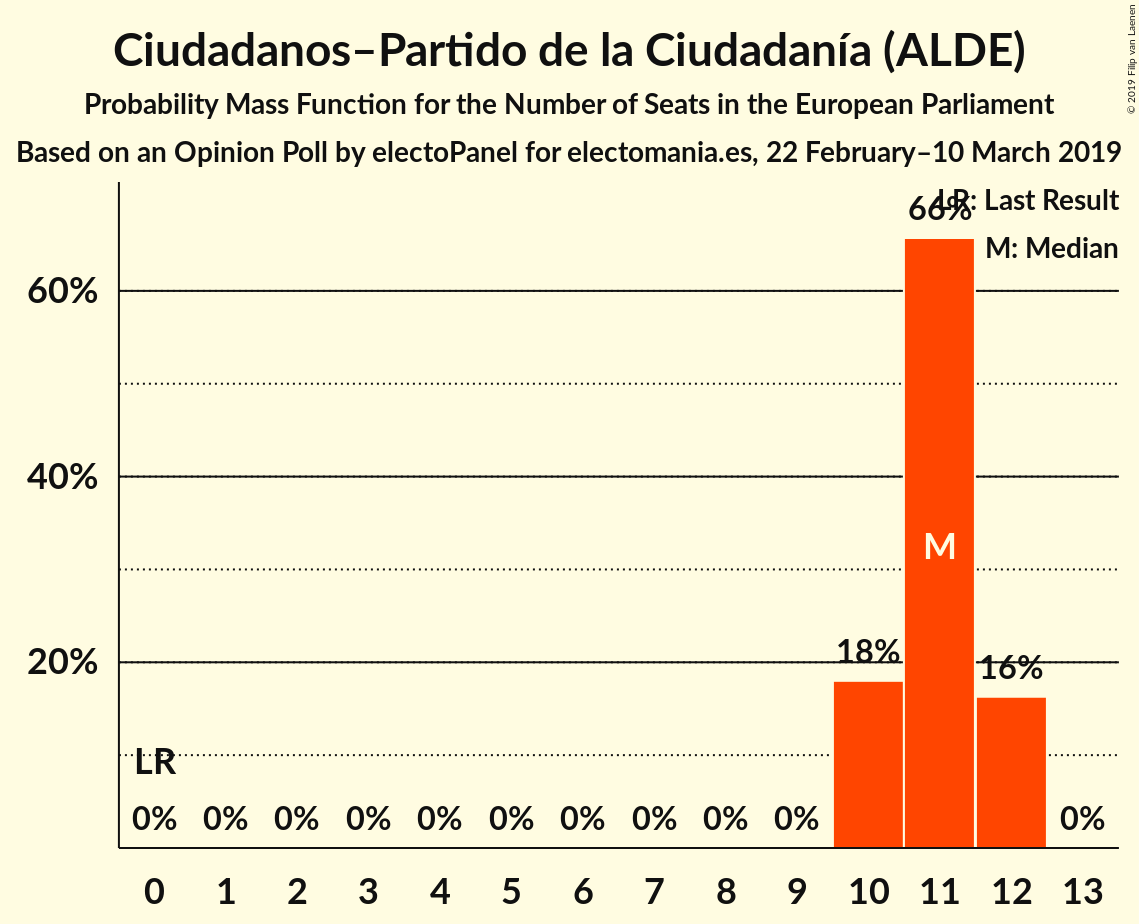 Ciudadanos–Partido de la Ciudadanía (ALDE)
Probability Mass Function for the Number of Seats in the European Parliament
Based on an Opinion Poll by electoPanel for electomania.es, 22 February–10 March 2019
© 2019 Filip van Laenen
LR: Last Result
M: Median
66%
60%
40%
M
20%
18%
16%
LR
0% 0% 0% 0% 0% 0% 0% 0% 0% 0% 0%
0 1 2 3 4 5 6 7 8 9 10 11 12 13